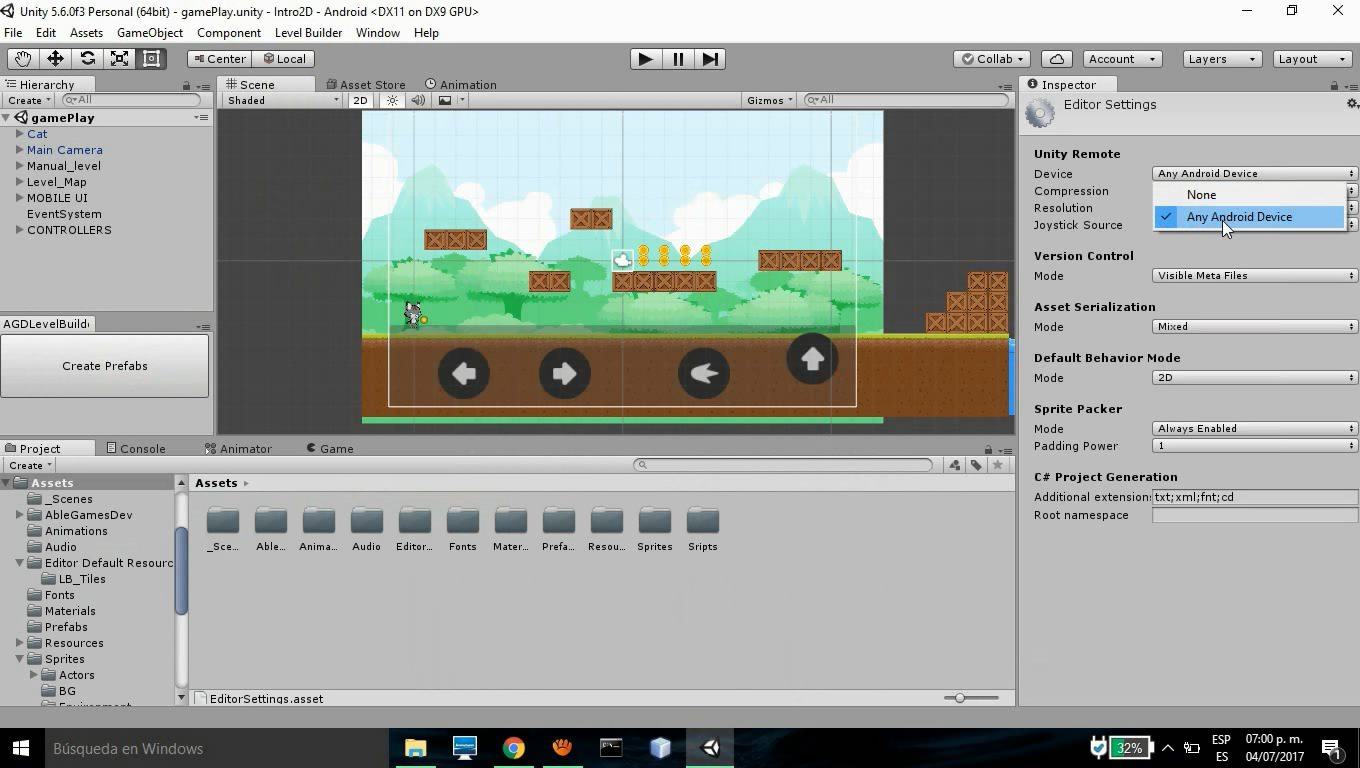 Unity 5.6.0f3 Personal (64bit) - gamePlay.unity - Intro2D - Android <DX11 on DX9 GPU>
File Edit Assets GameObject Component Level Builder Window Help
Center Local Collab Account Layers Layout
Hierarchy
Create All
gamePlay
Cat
Main Camera
Manual_level
Level_Map
MOBILE UI
EventSystem
CONTROLLERS
AGDLevelBuild
Create Prefabs
Scene Asset Store Animation
Shaded 2D Gizmos All
Inspector
Editor Settings
Unity Remote
Device Any Android Device
None
Any Android Device
Compression
Resolution
Joystick Source
Version Control
Mode Visible Meta Files
Asset Serialization
Mode Mixed
Default Behavior Mode
Mode 2D
Sprite Packer
Mode Always Enabled
Padding Power 1
C# Project Generation
Additional extension txt;xml;fnt;cd
Root namespace
Project Console Animator Game
Create
Assets
_Scenes
AbleGamesDev
Animations
Audio
Editor Default Resourc
LB_Tiles
Fonts
Materials
Prefabs
Resources
Sprites
Actors
BG
Assets
_Sce... Able... Anima... Audio Editor... Fonts Mater... Prefa... Resou... Sprites Sripts
EditorSettings.asset
Búsqueda en Windows
32%
ESP
ES
07:00 p. m.
04/07/2017
1